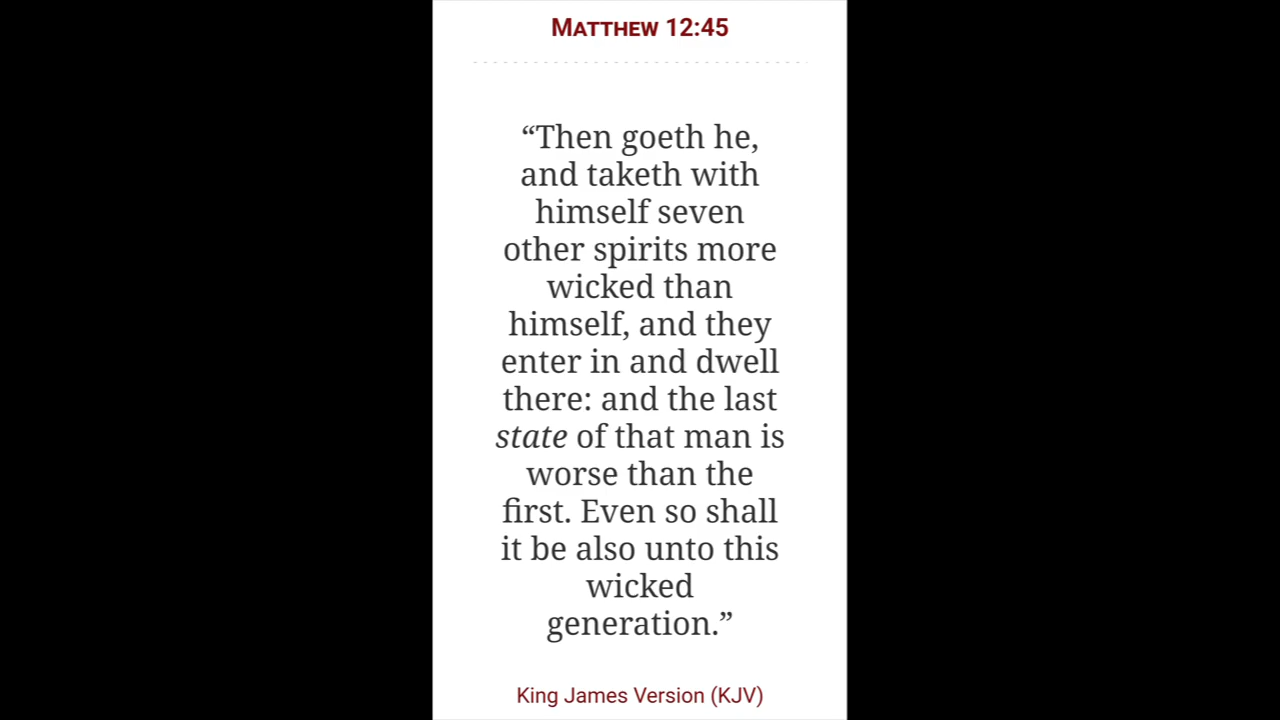 Matthew 12:45
“Then goeth he,
and taketh with
himself seven
other spirits more
wicked than
himself, and they
enter in and dwell
there: and the last
state of that man is
worse than the
first. Even so shall
it be also unto this
wicked
generation.”
King James Version (KJV)